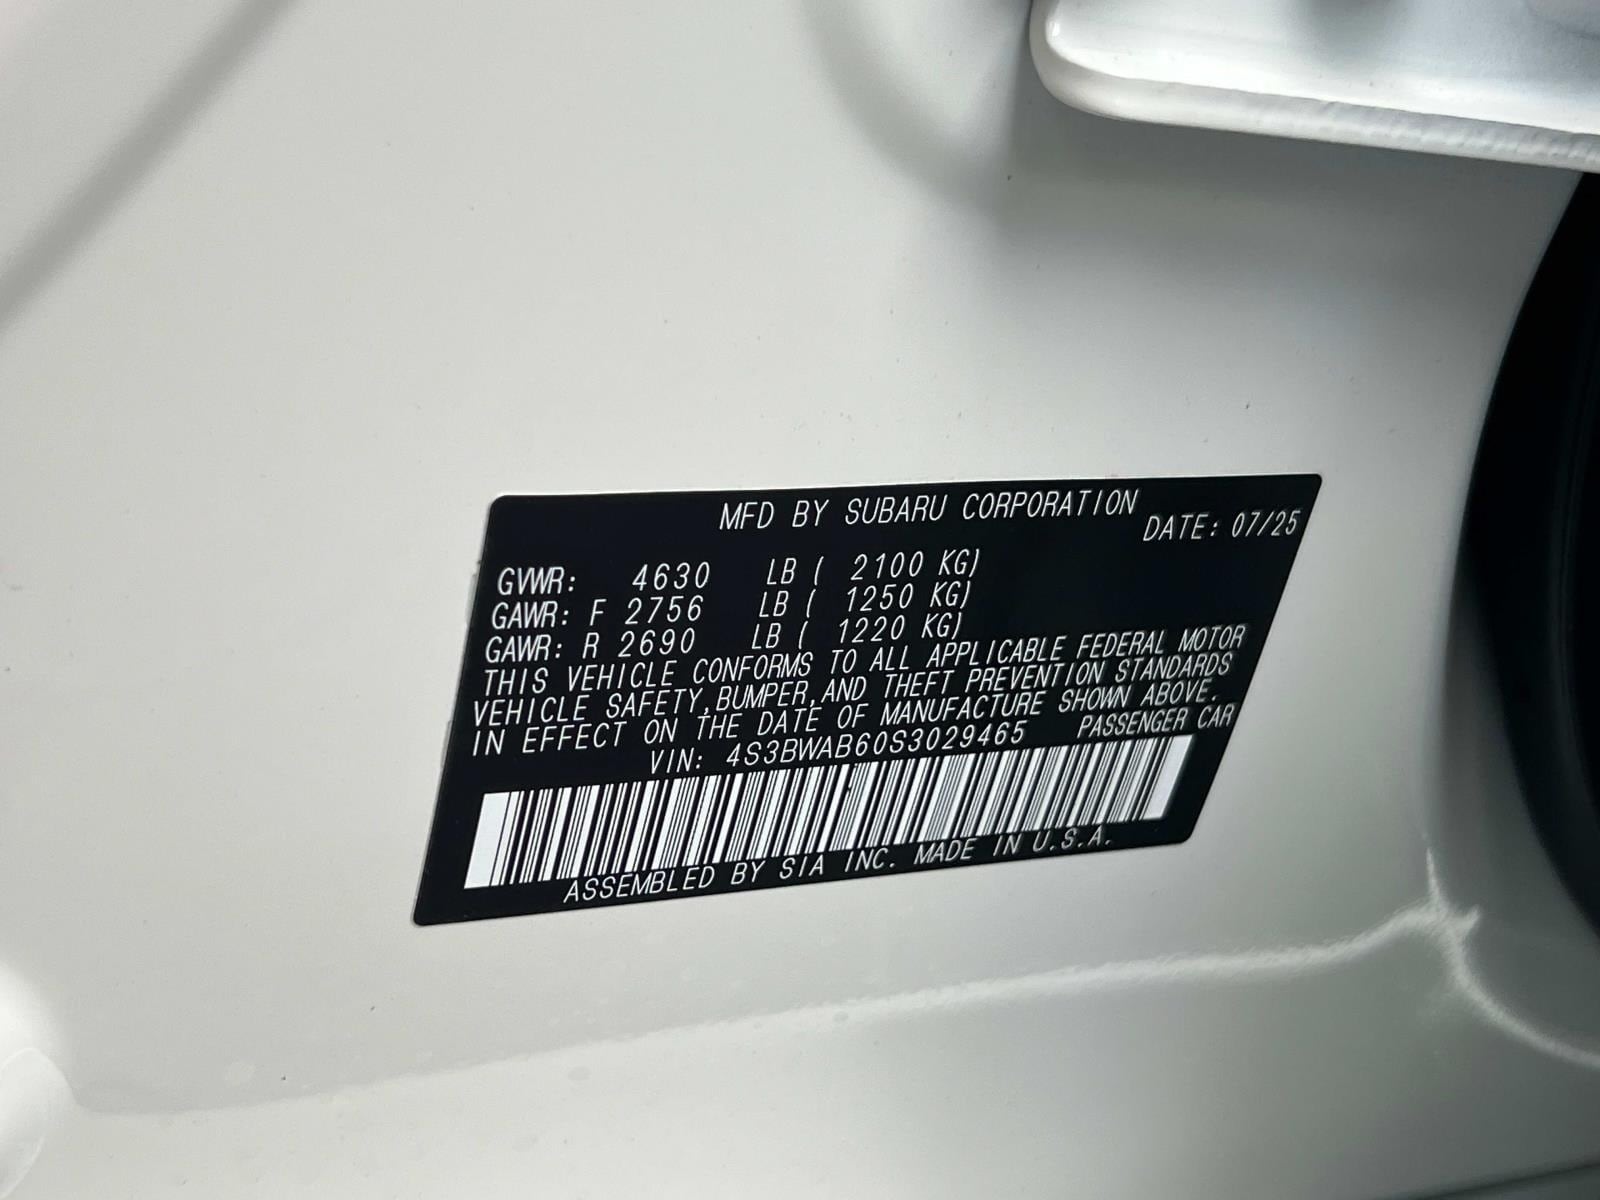 MFD BY SUBARU CORPORATION
DATE: 07/25
GVWR: 4630 LB ( 2100 KG)
GAWR: F 2756 LB ( 1250 KG)
GAWR: R 2690 LB ( 1220 KG)
THIS VEHICLE CONFORMS TO ALL APPLICABLE FEDERAL MOTOR
VEHICLE SAFETY, BUMPER, AND THEFT PREVENTION STANDARDS
IN EFFECT ON THE DATE OF MANUFACTURE SHOWN ABOVE.
VIN: 4S3BWAB60S3029465 PASSENGER CAR
ASSEMBLED BY SIA INC. MADE IN U.S.A.